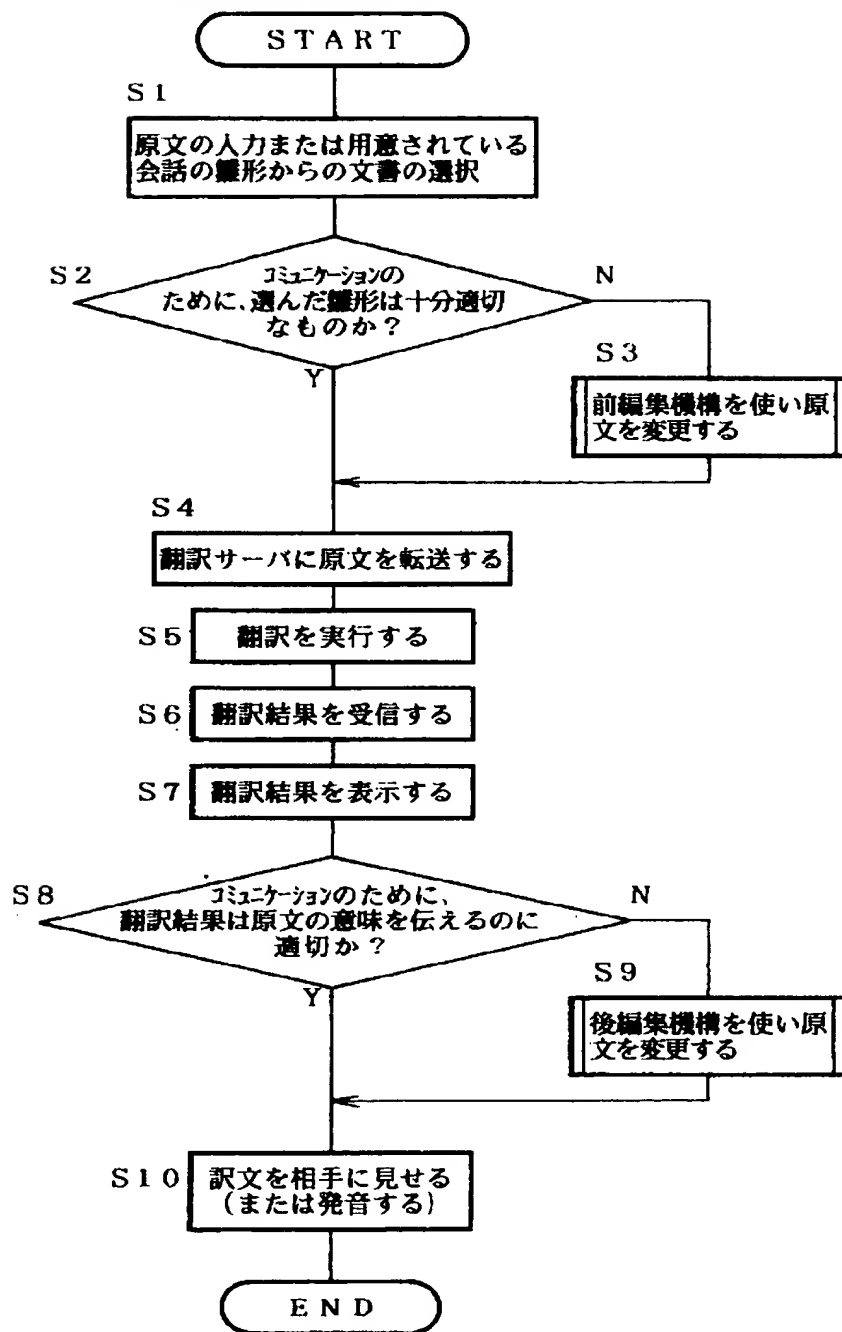 START
S1
原文の入力または用意されている
会話の雛形からの文書の選択
S2
コミュニケーションの
ために、選んだ雛形は十分適切
なものか？
N
Y
S3
前編集機構を使い原
文を変更する
S4
翻訳サーバに原文を転送する
S5
翻訳を実行する
S6
翻訳結果を受信する
S7
翻訳結果を表示する
S8
コミュニケーションのために、
翻訳結果は原文の意味を伝えるのに
適切か？
N
Y
S9
後編集機構を使い原
文を変更する
S10
訳文を相手に見せる
（または発音する）
END